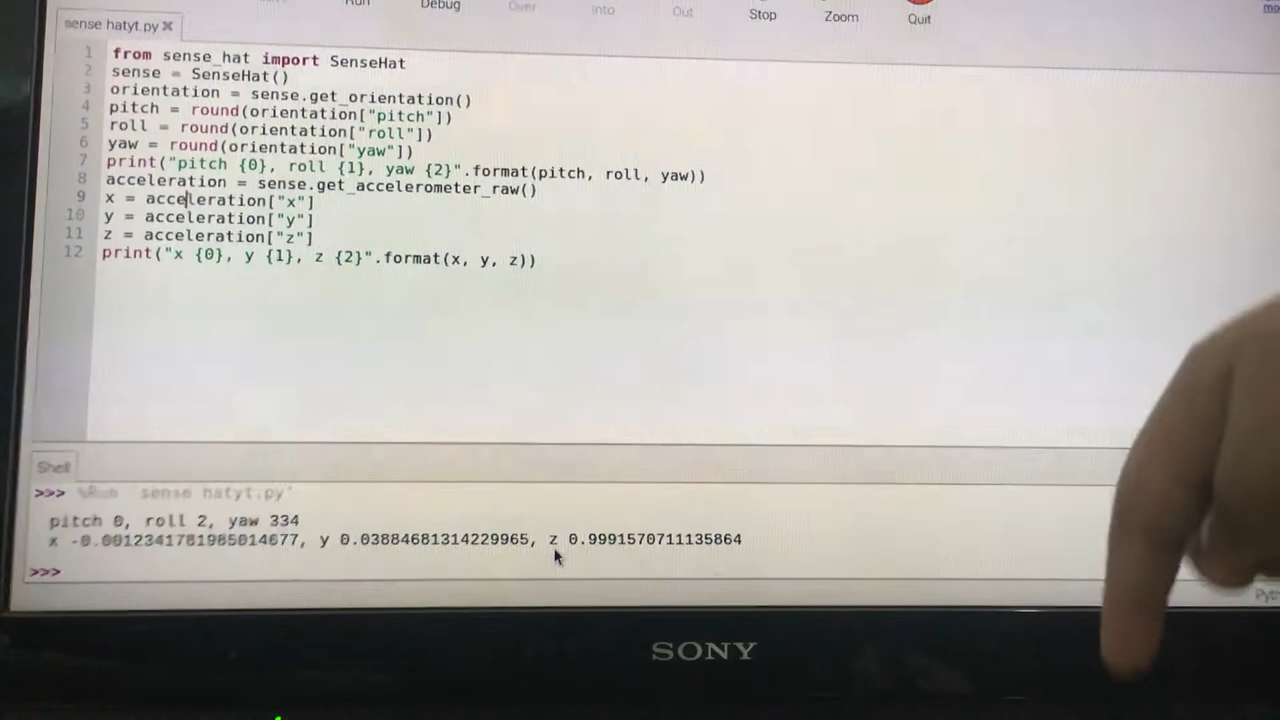 Run Debug Over Into Out Stop Zoom Quit
sense hatyt.py
1 from sense_hat import SenseHat
2 sense = SenseHat()
3 orientation = sense.get_orientation()
4 pitch = round(orientation["pitch"])
5 roll = round(orientation["roll"])
6 yaw = round(orientation["yaw"])
7 print("pitch {0}, roll {1}, yaw {2}".format(pitch, roll, yaw))
8 acceleration = sense.get_accelerometer_raw()
9 x = acceleration["x"]
10 y = acceleration["y"]
11 z = acceleration["z"]
12 print("x {0}, y {1}, z {2}".format(x, y, z))
Shell
>>> %Run 'sense hatyt.py'
pitch 0, roll 2, yaw 334
x -0.0012341781985014677, y 0.03884681314229965, z 0.9991570711135864
>>>
SONY